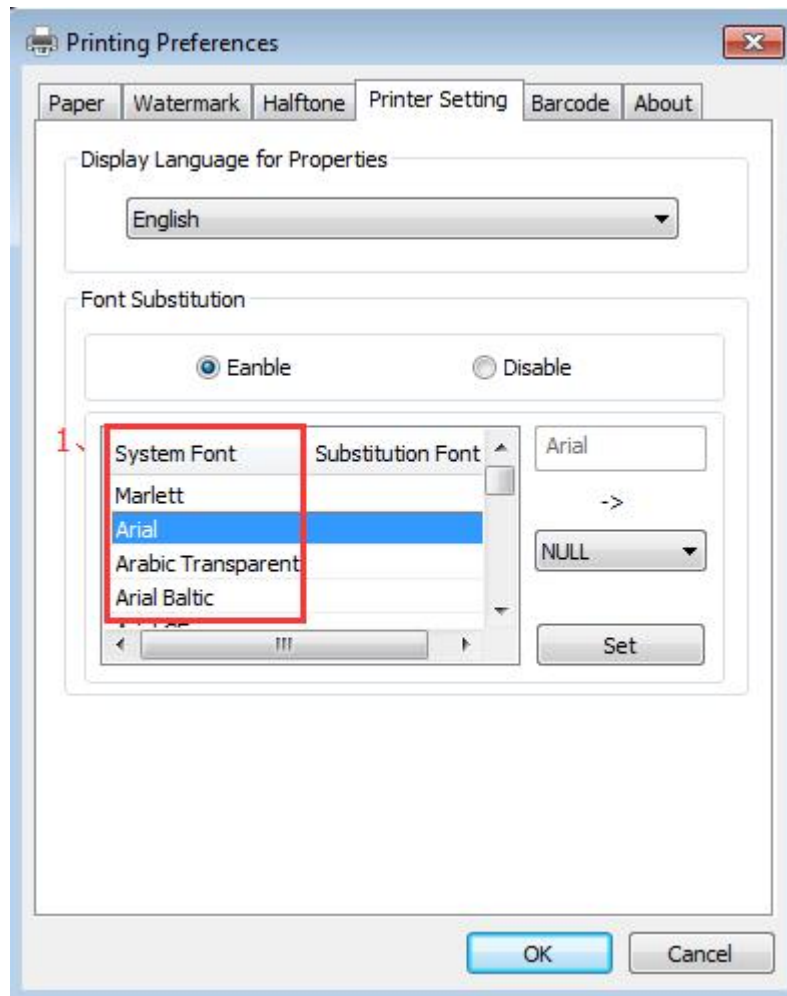 Printing Preferences
Paper Watermark Halftone Printer Setting Barcode About
Display Language for Properties
English
Font Substitution
Eanble Disable
1、
System Font Substitution Font
Marlett
Arial
Arabic Transparent
Arial Baltic
Arial
->
NULL
Set
OK Cancel